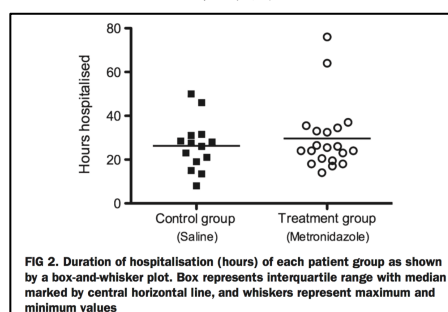 80
60
40
20
0
Hours hospitalised
Control group
(Saline)
Treatment group
(Metronidazole)
FIG 2. Duration of hospitalisation (hours) of each patient group as shown
by a box-and-whisker plot. Box represents interquartile range with median
marked by central horizontal line, and whiskers represent maximum and
minimum values